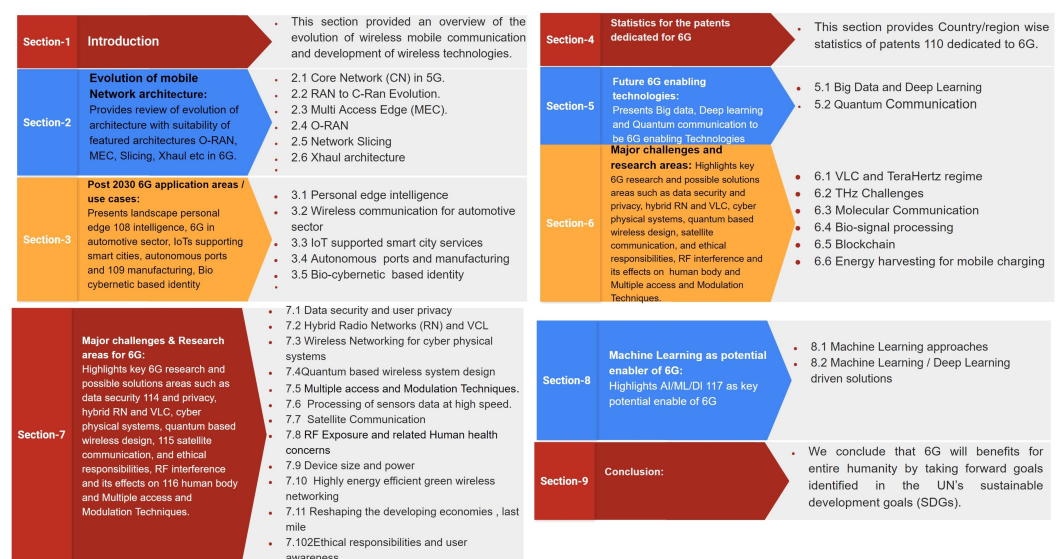 Section-1
Introduction
• This section provided an overview of the
evolution of wireless mobile communication
and development of wireless technologies.
Section-2
Evolution of mobile
Network architecture:
Provides review of evolution of
architecture with suitability of
featured architectures O-RAN,
MEC, Slicing, Xhaul etc in 6G.
• 2.1 Core Network (CN) in 5G.
• 2.2 RAN to C-Ran Evolution.
• 2.3 Multi Access Edge (MEC).
• 2.4 O-RAN
• 2.5 Network Slicing
• 2.6 Xhaul architecture
•
Section-3
Post 2030 6G application areas /
use cases:
Presents landscape personal
edge 108 intelligence, 6G in
automotive sector, IoTs supporting
smart cities, autonomous ports
and 109 manufacturing, Bio
cybernetic based identity
• 3.1 Personal edge intelligence
• 3.2 Wireless communication for automotive
sector
• 3.3 IoT supported smart city services
• 3.4 Autonomous ports and manufacturing
• 3.5 Bio-cybernetic based identity
•
Section-7
Major challenges & Research
areas for 6G:
Highlights key 6G research and
possible solutions areas such as
data security 114 and privacy,
hybrid RN and VLC, cyber
physical systems, quantum based
wireless design, 115 satellite
communication, and ethical
responsibilities, RF interference
and its effects on 116 human body
and Multiple access and
Modulation Techniques.
• 7.1 Data security and user privacy
• 7.2 Hybrid Radio Networks (RN) and VCL
• 7.3 Wireless Networking for cyber physical
systems
• 7.4Quantum based wireless system design
• 7.5 Multiple access and Modulation Techniques.
• 7.6 Processing of sensors data at high speed.
• 7.7 Satellite Communication
• 7.8 RF Exposure and related Human health
concerns
• 7.9 Device size and power
• 7.10 Highly energy efficient green wireless
networking
• 7.11 Reshaping the developing economies , last
mile
• 7.102Ethical responsibilities and user
awareness
Section-4
Statistics for the patents
dedicated for 6G
• This section provides Country/region wise
statistics of patents 110 dedicated to 6G.
Section-5
Future 6G enabling
technologies:
Presents Big data, Deep learning
and Quantum communication to
be 6G enabling Technologies
• 5.1 Big Data and Deep Learning
• 5.2 Quantum Communication
Section-6
Major challenges and
research areas: Highlights key
6G research and possible solutions
areas such as data security and
privacy, hybrid RN and VLC, cyber
physical systems, quantum based
wireless design, satellite
communication, and ethical
responsibilities, RF interference and
its effects on human body and
Multiple access and Modulation
Techniques.
• 6.1 VLC and TeraHertz regime
• 6.2 THz Challenges
• 6.3 Molecular Communication
• 6.4 Bio-signal processing
• 6.5 Blockchain
• 6.6 Energy harvesting for mobile charging
Section-8
Machine Learning as potential
enabler of 6G:
Highlights AI/ML/DI 117 as key
potential enable of 6G
• 8.1 Machine Learning approaches
• 8.2 Machine Learning / Deep Learning
driven solutions
Section-9
Conclusion:
• We conclude that 6G will benefits for
entire humanity by taking forward goals
identified in the UN's sustainable
development goals (SDGs).